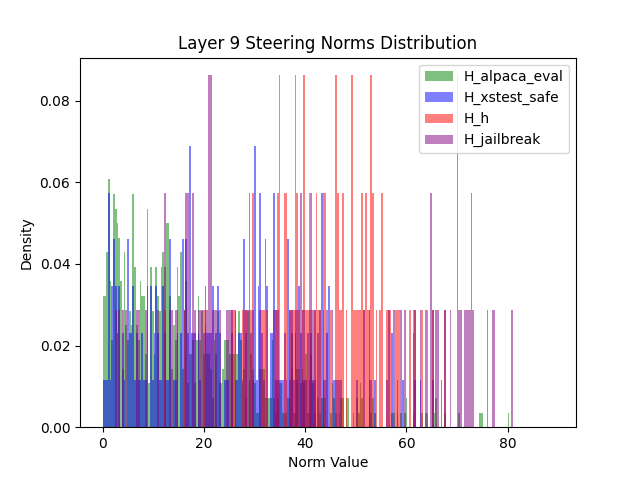 Layer 9 Steering Norms Distribution
H_alpaca_eval
H_xstest_safe
H_h
H_jailbreak
Density
0.08
0.06
0.04
0.02
0.00
0
20
40
60
80
Norm Value